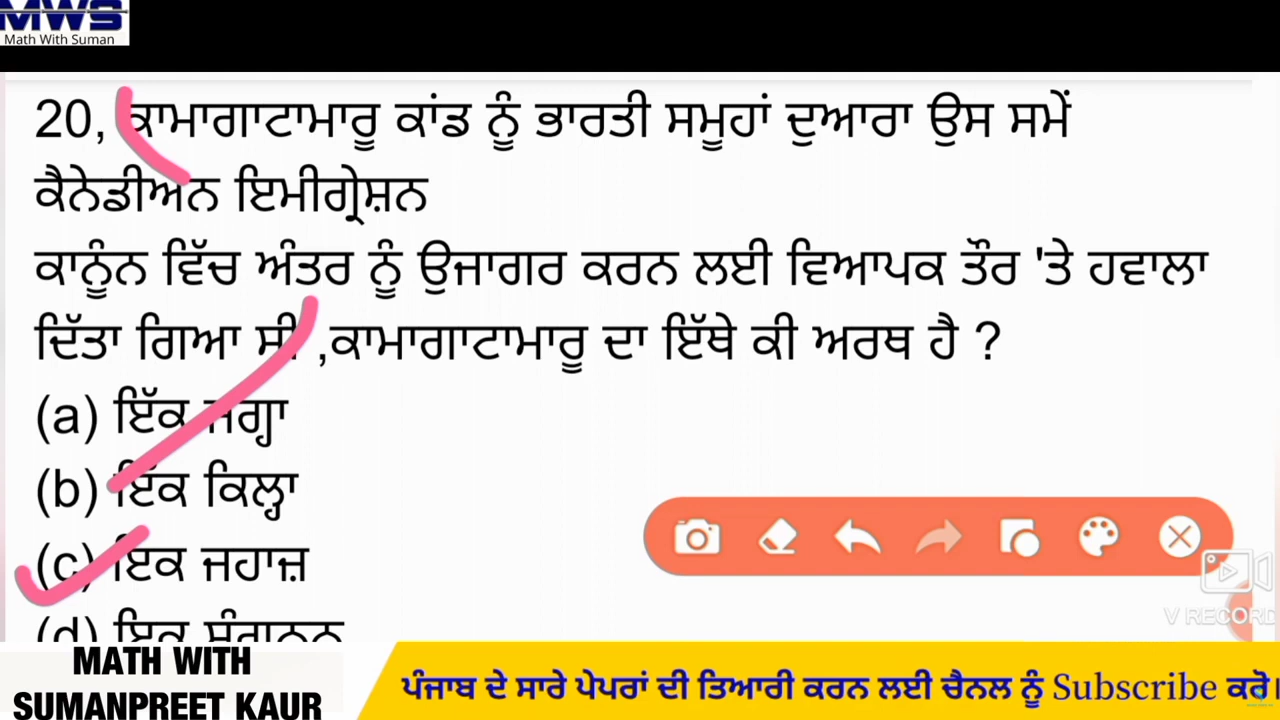 MWS
Math With Suman
20, ਕਾਮਾਗਾਟਾਮਾਰੂ ਕਾਂਡ ਨੂੰ ਭਾਰਤੀ ਸਮੂਹਾਂ ਦੁਆਰਾ ਉਸ ਸਮੇਂ
ਕੈਨੇਡੀਅਨ ਇਮੀਗ੍ਰੇਸ਼ਨ
ਕਾਨੂੰਨ ਵਿੱਚ ਅੰਤਰ ਨੂੰ ਉਜਾਗਰ ਕਰਨ ਲਈ ਵਿਆਪਕ ਤੌਰ 'ਤੇ ਹਵਾਲਾ
ਦਿੱਤਾ ਗਿਆ ਸੀ ,ਕਾਮਾਗਾਟਾਮਾਰੂ ਦਾ ਇੱਥੇ ਕੀ ਅਰਥ ਹੈ ?
(a) ਇੱਕ ਜਗ੍ਹਾ
(b) ਇੱਕ ਕਿਲ੍ਹਾ
(c) ਇਕ ਜਹਾਜ਼
(d) ਇਕ
V RECORD
MATH WITH
SUMANPREET KAUR
ਪੰਜਾਬ ਦੇ ਸਾਰੇ ਪੇਪਰਾਂ ਦੀ ਤਿਆਰੀ ਕਰਨ ਲਈ ਚੈਨਲ ਨੂੰ Subscribe ਕਰੋ।